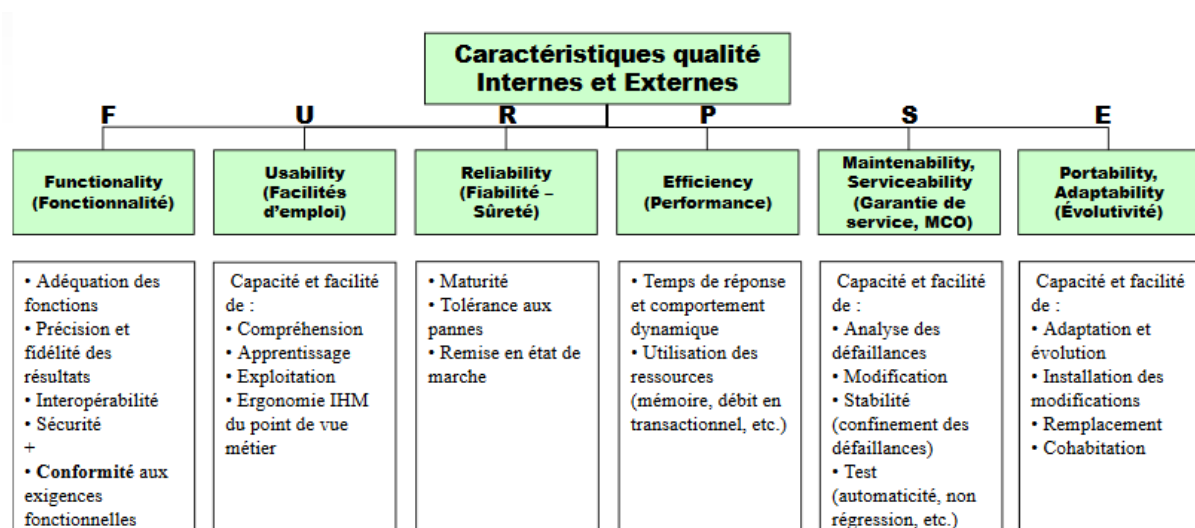 Caractéristiques qualité
Internes et Externes
F
U
R
P
S
E
Functionality
(Fonctionnalité)
Usability
(Facilités
d’emploi)
Reliability
(Fiabilité –
Sûreté)
Efficiency
(Performance)
Maintenability,
Serviceability
(Garantie de
service, MCO)
Portability,
Adaptability
(Évolutivité)
• Adéquation des
fonctions
• Précision et
fidélité des
résultats
• Interopérabilité
• Sécurité
+
• Conformité aux
exigences
fonctionnelles
Capacité et facilité
de :
• Compréhension
• Apprentissage
• Exploitation
• Ergonomie IHM
du point de vue
métier
• Maturité
• Tolérance aux
pannes
• Remise en état de
marche
• Temps de réponse
et comportement
dynamique
• Utilisation des
ressources
(mémoire, débit en
transactionnel, etc.)
Capacité et facilité
de :
• Analyse des
défaillances
• Modification
• Stabilité
(confinement des
défaillances)
• Test
(automaticité, non
régression, etc.)
Capacité et facilité
de :
• Adaptation et
évolution
• Installation des
modifications
• Remplacement
• Cohabitation